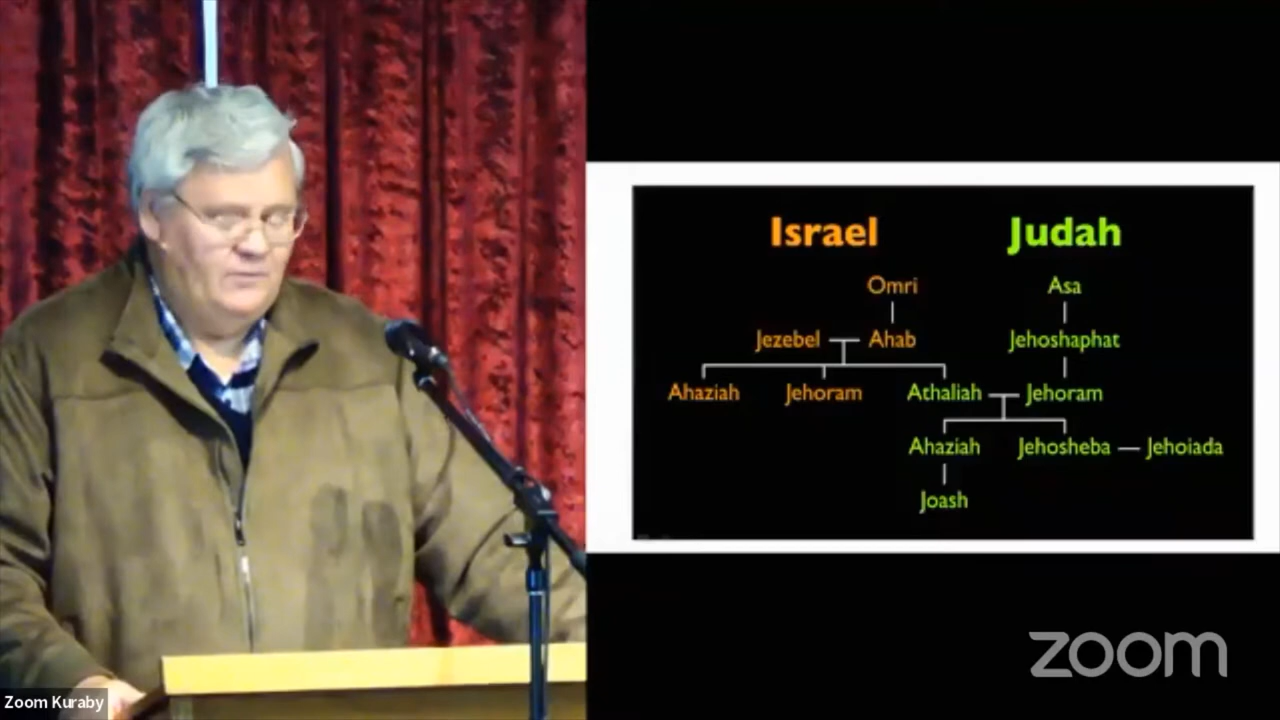 Israel Judah
Omri Asa
Jezebel Ahab Jehoshaphat
Ahaziah Jehoram Athaliah Jehoram
Ahaziah Jehosheba Jehoiada
Joash
zoom
Zoom Kuraby